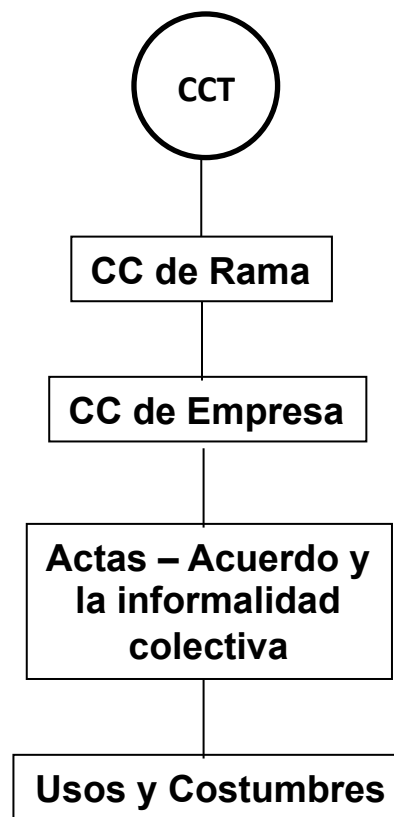 CCT
CC de Rama
CC de Empresa
Actas – Acuerdo y
la informalidad
colectiva
Usos y Costumbres